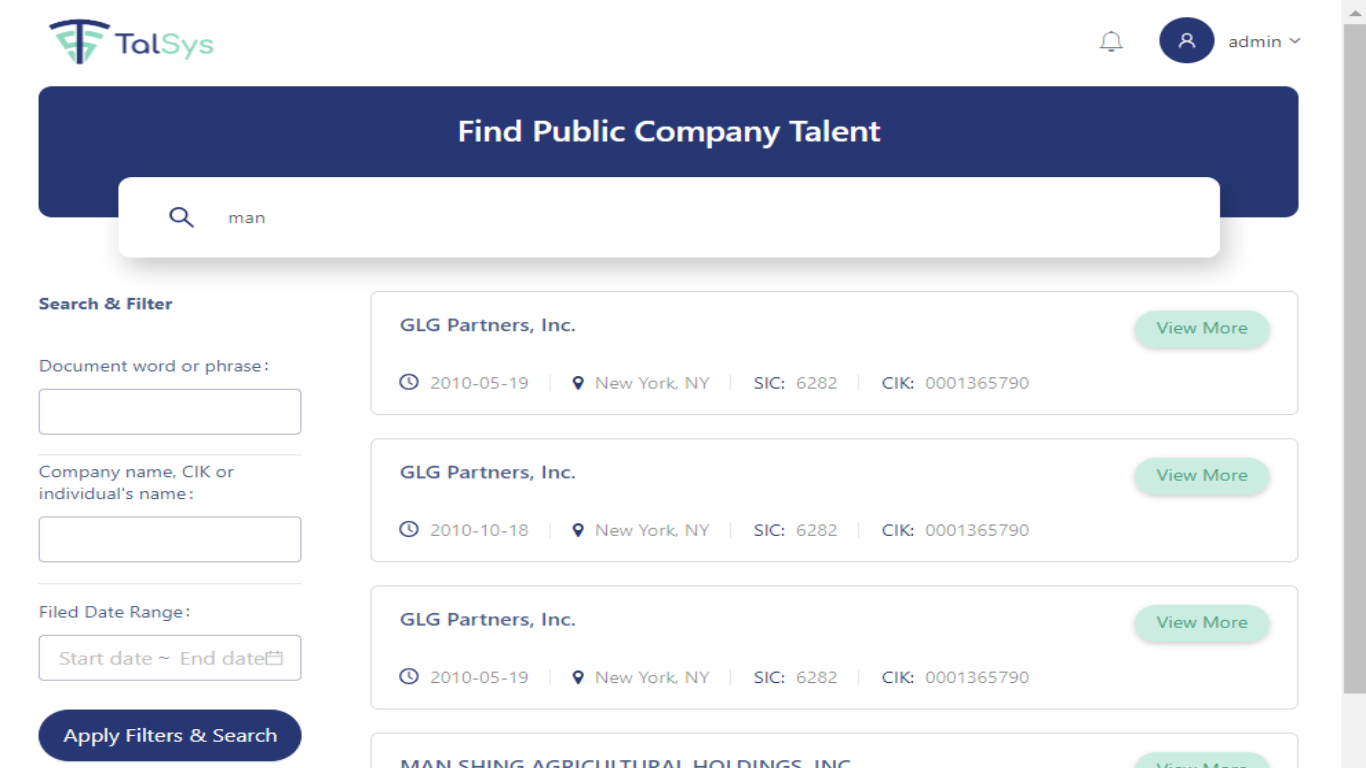 TalSys
admin
Find Public Company Talent
man
Search & Filter
Document word or phrase:
Company name, CIK or
individual's name:
Filed Date Range:
Start date ~ End date
Apply Filters & Search
GLG Partners, Inc.
View More
2010-05-19 New York, NY SIC: 6282 CIK: 0001365790
GLG Partners, Inc.
View More
2010-10-18 New York, NY SIC: 6282 CIK: 0001365790
GLG Partners, Inc.
View More
2010-05-19 New York, NY SIC: 6282 CIK: 0001365790
MAN SHING AGRICULTURAL HOLDINGS, INC
View More